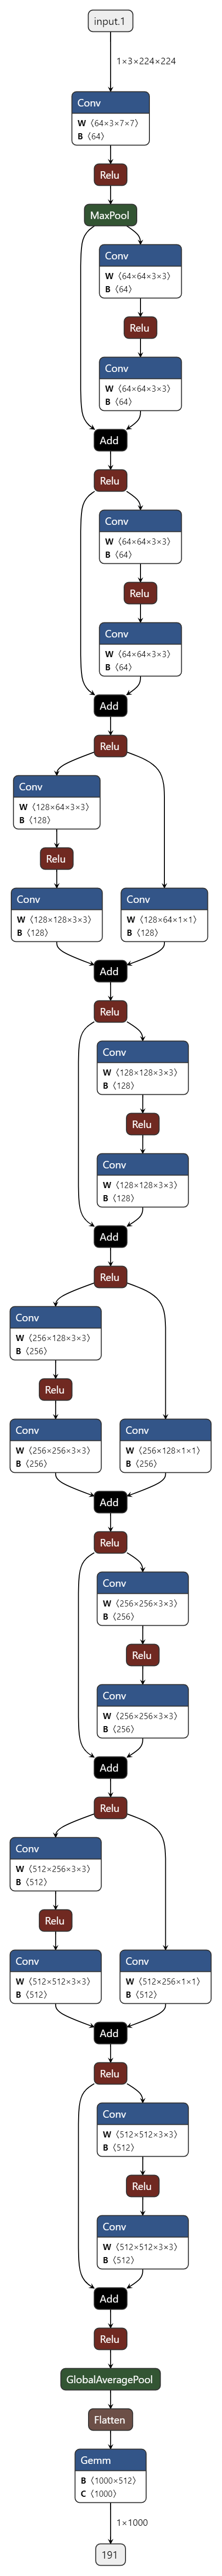 input.1
1×3×224×224
Conv
W ⟨64×3×7×7⟩
B ⟨64⟩
Relu
MaxPool
Conv
W ⟨64×64×3×3⟩
B ⟨64⟩
Relu
Conv
W ⟨64×64×3×3⟩
B ⟨64⟩
Add
Relu
Conv
W ⟨64×64×3×3⟩
B ⟨64⟩
Relu
Conv
W ⟨64×64×3×3⟩
B ⟨64⟩
Add
Relu
Conv
W ⟨128×64×3×3⟩
B ⟨128⟩
Relu
Conv
W ⟨128×128×3×3⟩
B ⟨128⟩
Conv
W ⟨128×64×1×1⟩
B ⟨128⟩
Add
Relu
Conv
W ⟨128×128×3×3⟩
B ⟨128⟩
Relu
Conv
W ⟨128×128×3×3⟩
B ⟨128⟩
Add
Relu
Conv
W ⟨256×128×3×3⟩
B ⟨256⟩
Relu
Conv
W ⟨256×256×3×3⟩
B ⟨256⟩
Conv
W ⟨256×128×1×1⟩
B ⟨256⟩
Add
Relu
Conv
W ⟨256×256×3×3⟩
B ⟨256⟩
Relu
Conv
W ⟨256×256×3×3⟩
B ⟨256⟩
Add
Relu
Conv
W ⟨512×256×3×3⟩
B ⟨512⟩
Relu
Conv
W ⟨512×512×3×3⟩
B ⟨512⟩
Conv
W ⟨512×256×1×1⟩
B ⟨512⟩
Add
Relu
Conv
W ⟨512×512×3×3⟩
B ⟨512⟩
Relu
Conv
W ⟨512×512×3×3⟩
B ⟨512⟩
Add
Relu
GlobalAveragePool
Flatten
Gemm
B ⟨1000×512⟩
C ⟨1000⟩
1×1000
191